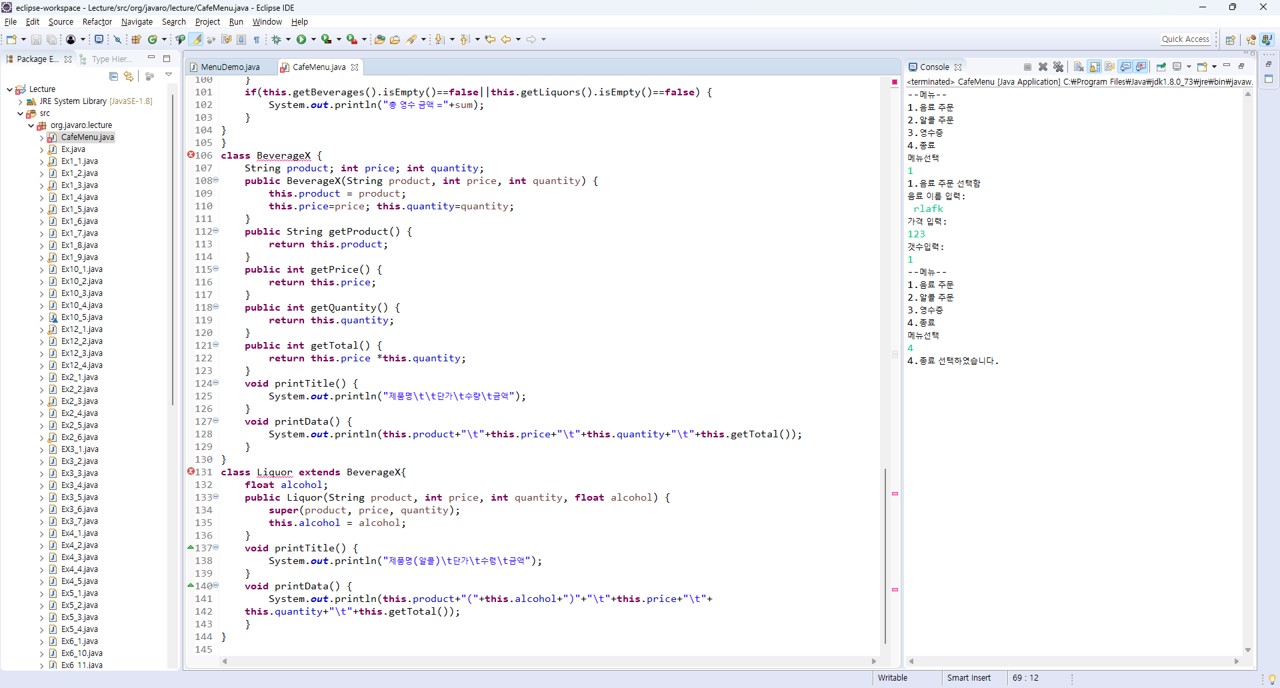 eclipse-workspace - Lecture/src/org/javaro/lecture/CafeMenu.java - Eclipse IDE
File Edit Source Refactor Navigate Search Project Run Window Help
Quick Access
Package E...
Type Hier...
Lecture
JRE System Library [JavaSE-1.8]
src
org.javaro.lecture
CafeMenu.java
Ex.java
Ex1_1.java
Ex1_2.java
Ex1_3.java
Ex1_4.java
Ex1_5.java
Ex1_6.java
Ex1_7.java
Ex1_8.java
Ex1_9.java
Ex10_1.java
Ex10_2.java
Ex10_3.java
Ex10_4.java
Ex10_5.java
Ex12_1.java
Ex12_2.java
Ex12_3.java
Ex12_4.java
Ex2_1.java
Ex2_2.java
Ex2_3.java
Ex2_4.java
Ex2_5.java
Ex2_6.java
EX3_1.java
Ex3_2.java
Ex3_3.java
Ex3_4.java
Ex3_5.java
Ex3_6.java
Ex3_7.java
Ex4_1.java
Ex4_2.java
Ex4_3.java
Ex4_4.java
Ex4_5.java
Ex5_1.java
Ex5_2.java
Ex5_3.java
Ex5_4.java
Ex6_1.java
Ex6_10.java
Ex6_11.java
MenuDemo.java
CafeMenu.java
100 }
101 if(this.getBeverages().isEmpty()==false||this.getLiquors().isEmpty()==false) {
102 System.out.println("총 영수 금액 ="+sum);
103 }
104 }
105 }
106 class BeverageX {
107 String product; int price; int quantity;
108 public BeverageX(String product, int price, int quantity) {
109 this.product = product;
110 this.price=price; this.quantity=quantity;
111 }
112 public String getProduct() {
113 return this.product;
114 }
115 public int getPrice() {
116 return this.price;
117 }
118 public int getQuantity() {
119 return this.quantity;
120 }
121 public int getTotal() {
122 return this.price *this.quantity;
123 }
124 void printTitle() {
125 System.out.println("제품명\t\t단가\t수량\t금액");
126 }
127 void printData() {
128 System.out.println(this.product+"\t"+this.price+"\t"+this.quantity+"\t"+this.getTotal());
129 }
130 }
131 class Liquor extends BeverageX{
132 float alcohol;
133 public Liquor(String product, int price, int quantity, float alcohol) {
134 super(product, price, quantity);
135 this.alcohol = alcohol;
136 }
137 void printTitle() {
138 System.out.println("제품명(알콜)\t단가\t수령\t금액");
139 }
140 void printData() {
141 System.out.println(this.product+"("+this.alcohol+")"+"\t"+this.price+"\t"+
142 this.quantity+"\t"+this.getTotal());
143 }
144 }
145
Console
<terminated> CafeMenu [Java Application] C:₩Program Files₩Java₩jdk1.8.0_73₩jre₩bin₩javaw.
--메뉴--
1.음료 주문
2.알콜 주문
3.영수증
4.종료
메뉴선택
1
1.음료 주문 선택함
음료 이름 입력:
rlafk
가격 입력:
123
갯수입력:
1
--메뉴--
1.음료 주문
2.알콜 주문
3.영수증
4.종료
메뉴선택
4
4.종료 선택하였습니다.
Writable
Smart Insert
69 : 12